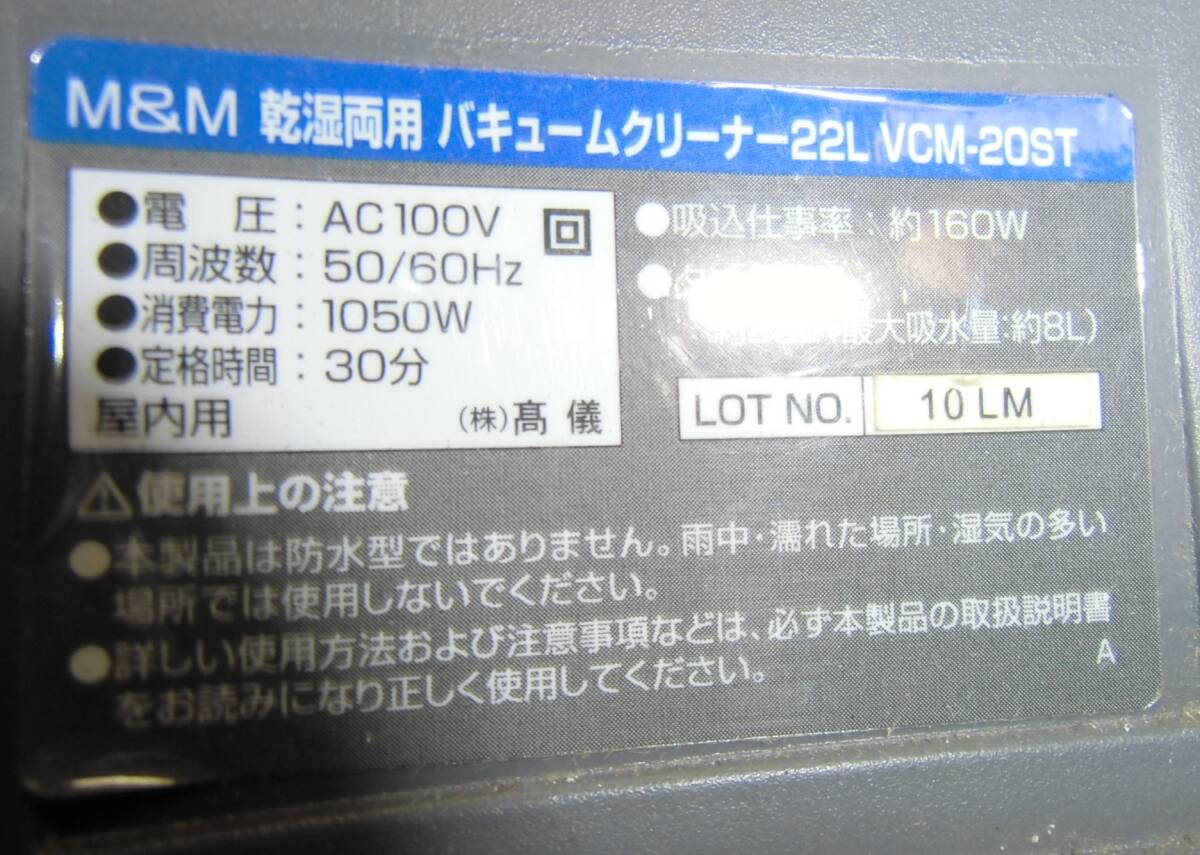 M&M 乾湿両用 バキュームクリーナー22L VCM-20ST
●電 圧：AC100V
●周波数：50/60Hz
●消費電力：1050W
●定格時間：30分
屋内用 (株)髙儀
●吸込仕事率：約160W
最大吸水量:約8L)
LOT NO. 10 LM
⚠使用上の注意
●本製品は防水型ではありません。雨中・濡れた場所・湿気の多い
場所では使用しないでください。
●詳しい使用方法および注意事項などは、必ず本製品の取扱説明書
をお読みになり正しく使用してください。
A